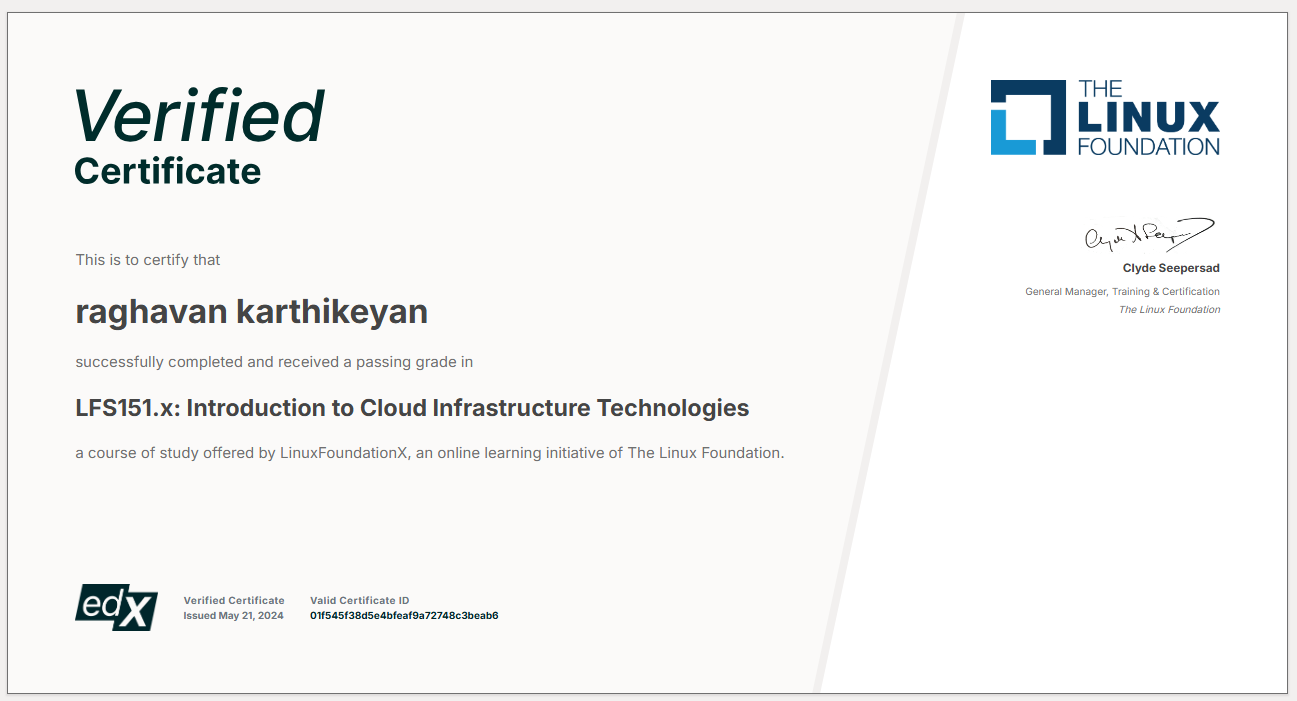 Verified
Certificate
This is to certify that
raghavan karthikeyan
successfully completed and received a passing grade in
LFS151.x: Introduction to Cloud Infrastructure Technologies
a course of study offered by LinuxFoundationX, an online learning initiative of The Linux Foundation.
edX
Verified Certificate
Issued May 21, 2024
Valid Certificate ID
01f545f38d5e4bfeaf9a72748c3beab6
THE
LINUX
FOUNDATION
Clyde Seepersad
General Manager, Training & Certification
The Linux Foundation